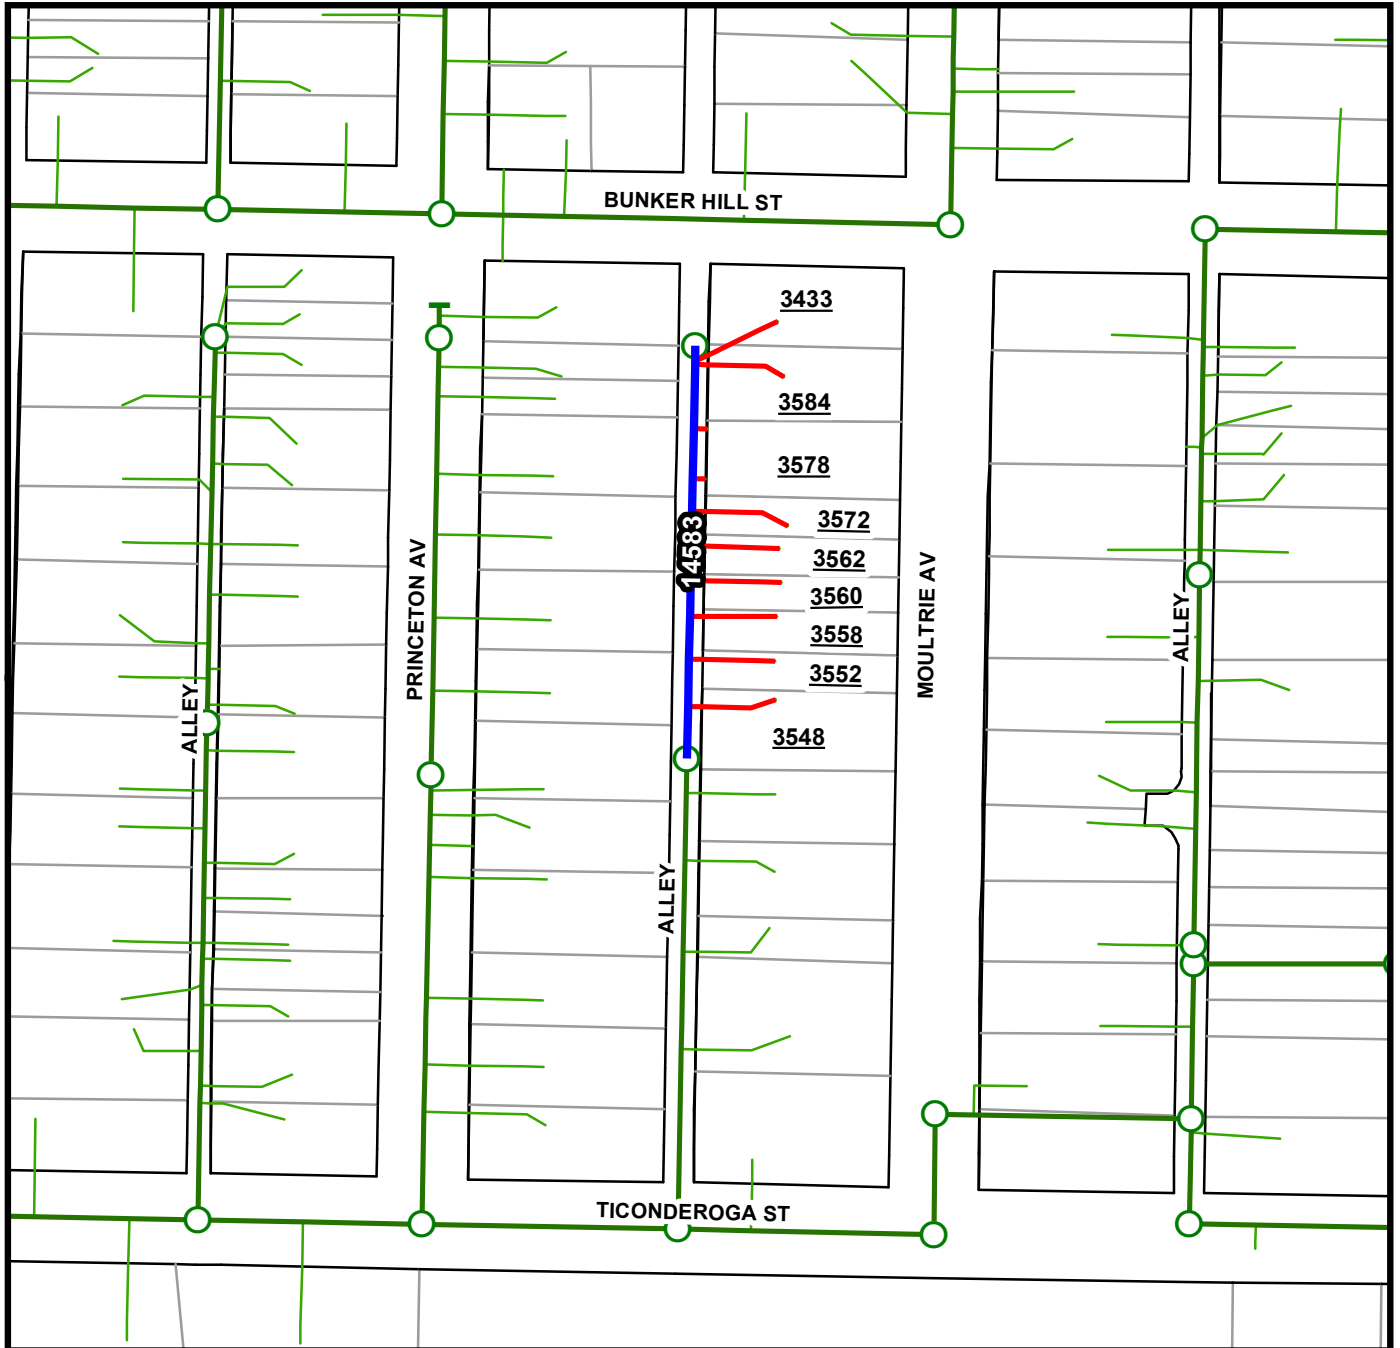 BUNKER HILL ST
3433
3584
3578
3572
14583
3562
3560
3558
3552
3548
PRINCETON AV
MOULTRIE AV
ALLEY
ALLEY
ALLEY
TICONDEROGA ST